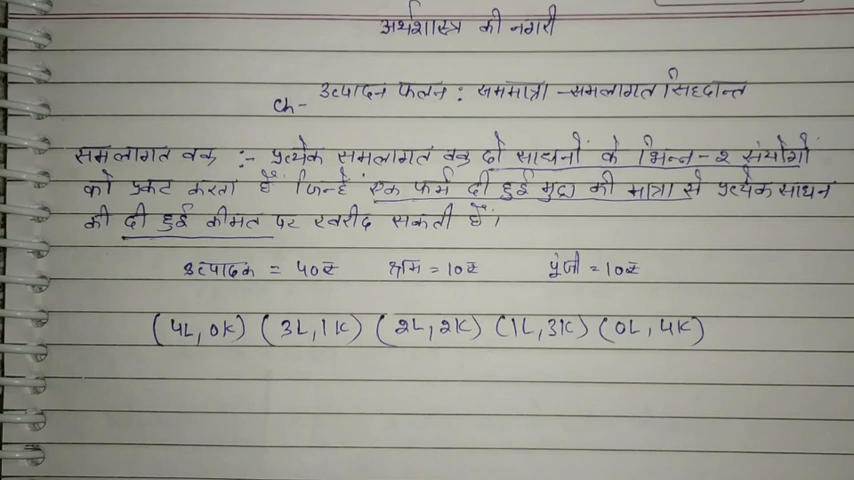 अर्थशास्त्र की नगरी
Ch- उत्पादन फलन : सममात्रा -समलागत सिद्दान्त
समलागत वक्र :- प्रत्येक समलागत वक्र दो साधनों के भिन्न-२ संयोगों
को प्रकट करता है जिन्हें एक फर्म दी हुई मुद्रा की मात्रा से प्रत्येक साधन
की दी हुई कीमत पर खरीद सकती है।
उत्पादक = 40₹ श्रम = 10₹ पूंजी = 10₹
(4L, 0K) (3L, 1K) (2L, 2K) (1L, 3K) (0L, 4K)